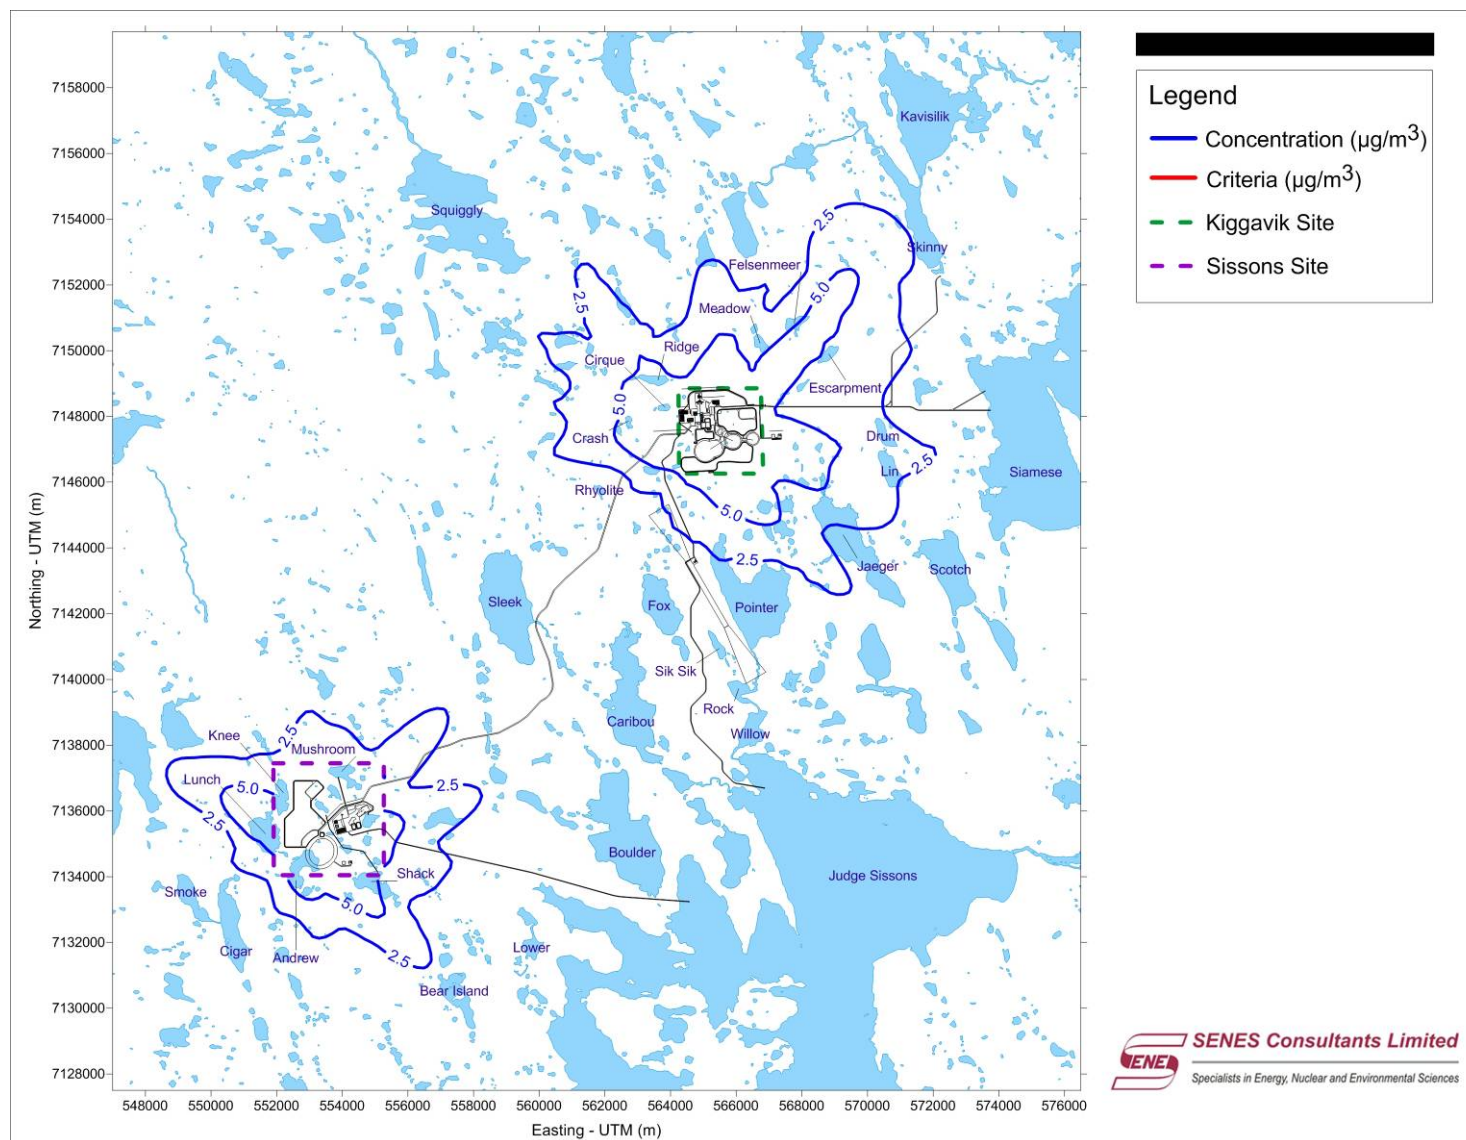 Legend
Concentration (µg/m³)
Criteria (µg/m³)
Kiggavik Site
Sissons Site
7158000
7156000
7154000
7152000
7150000
7148000
7146000
7144000
7142000
7140000
7138000
7136000
7134000
7132000
7130000
7128000
Northing - UTM (m)
Kavisilik
Squiggly
2.5
Skinny
Felsenmeer
2.5
5.0
Meadow
Ridge
Cirque
Escarpment
5.0
Crash
Drum
Lin
2.5
Siamese
Rhyolite
5.0
2.5
Jaeger
Scotch
Sleek
Fox
Pointer
Sik Sik
Rock
Caribou
Willow
Knee
2.5
Mushroom
Lunch
5.0
2.5
2.5
Boulder
Shack
Judge Sissons
Smoke
5.0
Cigar
Andrew
2.5
Lower
Bear Island
548000 550000 552000 554000 556000 558000 560000 562000 564000 566000 568000 570000 572000 574000 576000
Easting - UTM (m)
SENES Consultants Limited
SENES
Specialists in Energy, Nuclear and Environmental Sciences